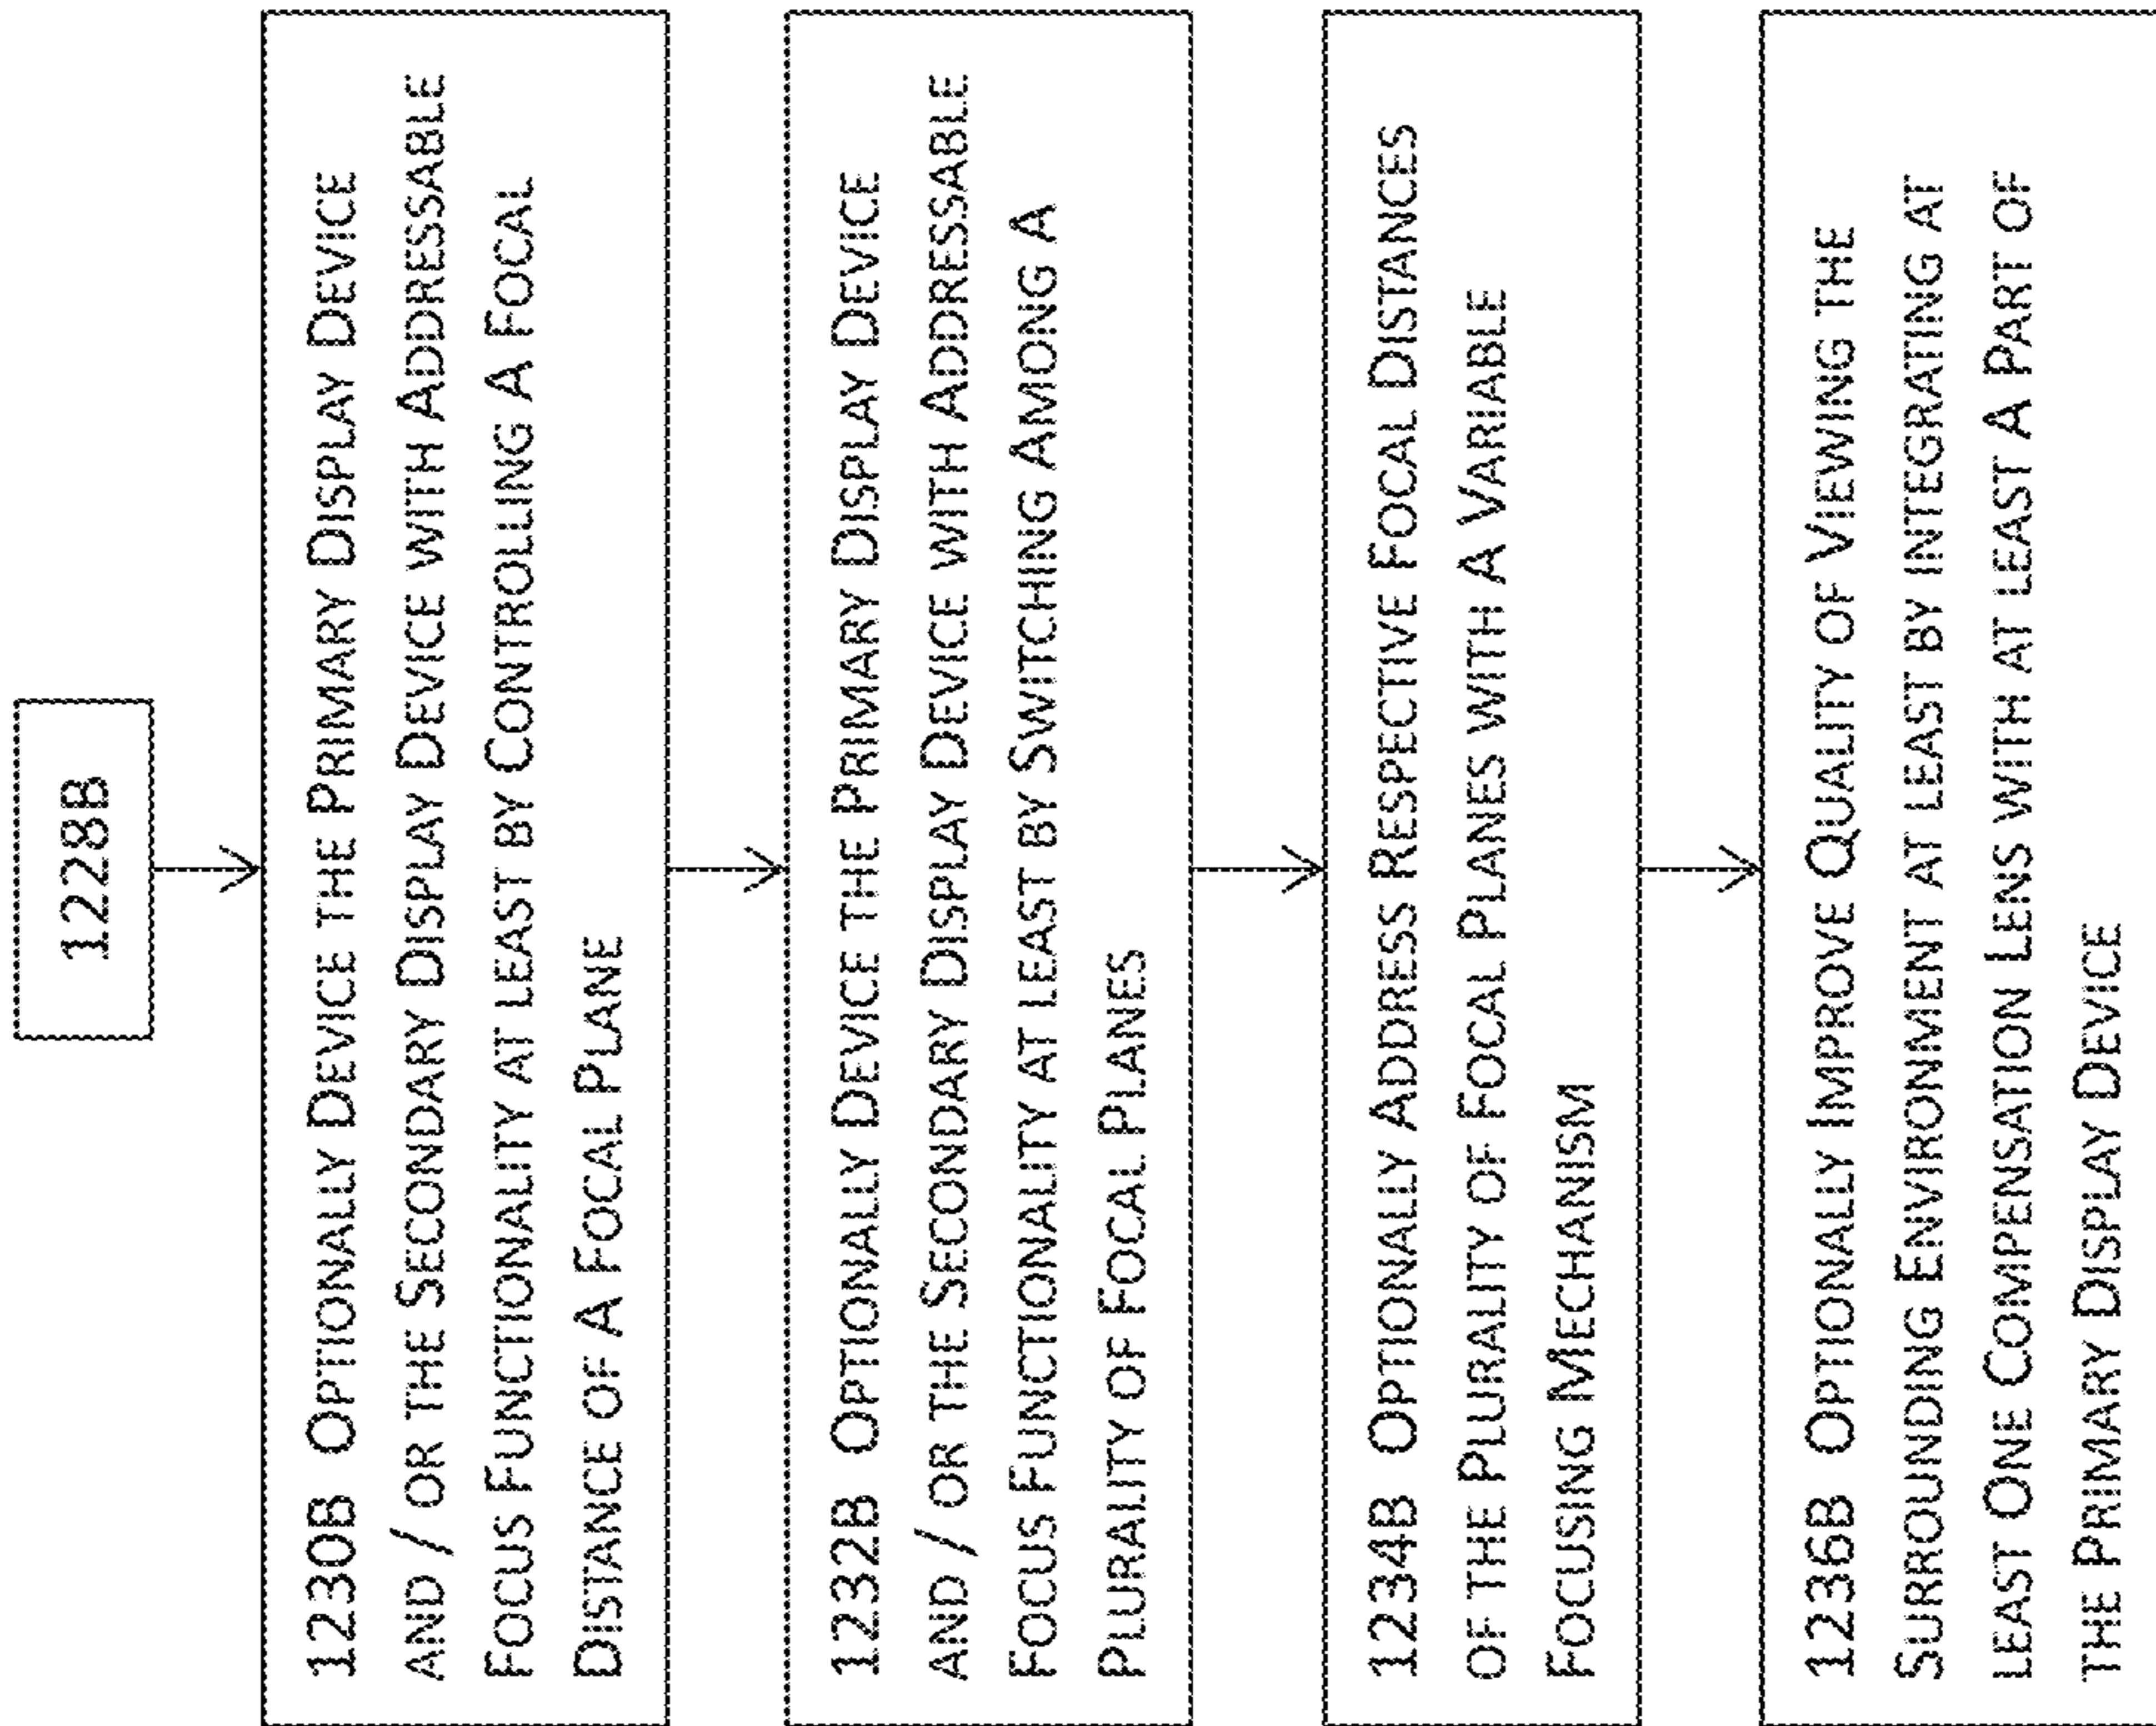 1228B
1230B OPTIONALLY DEVICE THE PRIMARY DISPLAY DEVICE
AND / OR THE SECONDARY DISPLAY DEVICE WITH ADDRESSABLE
FOCUS FUNCTIONALITY AT LEAST BY CONTROLLING A FOCAL
DISTANCE OF A FOCAL PLANE
1232B OPTIONALLY DEVICE THE PRIMARY DISPLAY DEVICE
AND / OR THE SECONDARY DISPLAY DEVICE WITH ADDRESSABLE
FOCUS FUNCTIONALITY AT LEAST BY SWITCHING AMONG A
PLURALITY OF FOCAL PLANES
1234B OPTIONALLY ADDRESS RESPECTIVE FOCAL DISTANCES
OF THE PLURALITY OF FOCAL PLANES WITH A VARIABLE
FOCUSING MECHANISM
1236B OPTIONALLY IMPROVE QUALITY OF VIEWING THE
SURROUNDING ENVIRONMENT AT LEAST BY INTEGRATING AT
LEAST ONE COMPENSATION LENS WITH AT LEAST A PART OF
THE PRIMARY DISPLAY DEVICE